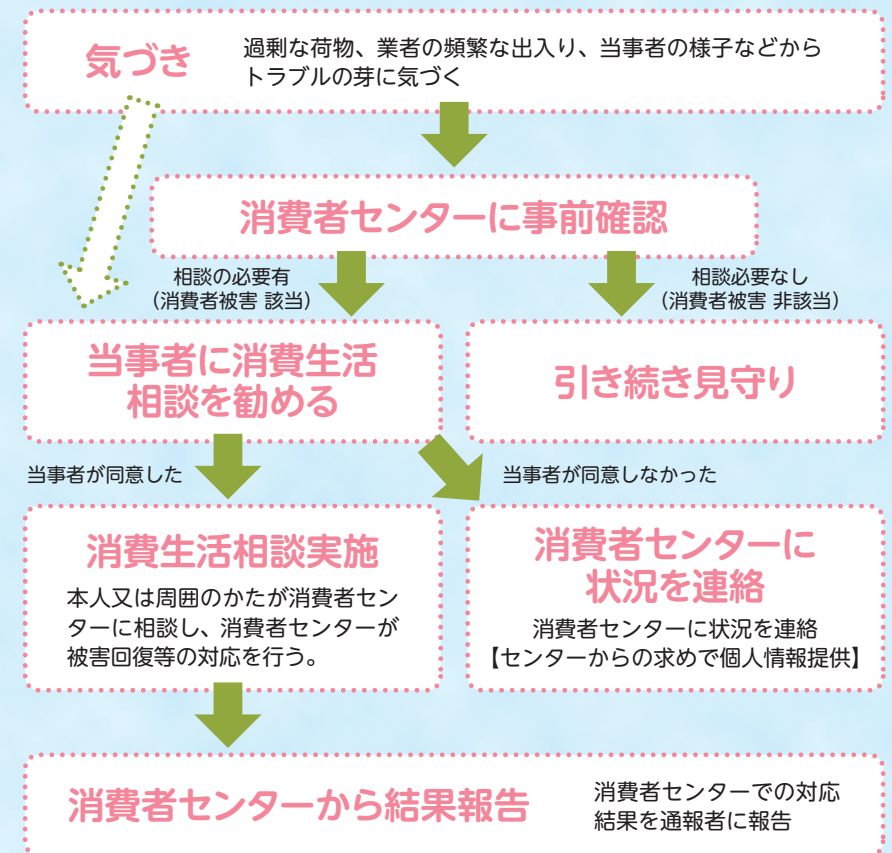 気づき
過剰な荷物、業者の頻繁な出入り、当事者の様子などから
トラブルの芽に気づく
消費者センターに事前確認
相談の必要有
（消費者被害 該当）
相談必要なし
（消費者被害 非該当）
当事者に消費生活
相談を勧める
引き続き見守り
当事者が同意した
当事者が同意しなかった
消費生活相談実施
本人又は周囲のかたが消費者セン
ターに相談し、消費者センターが
被害回復等の対応を行う。
消費者センターに
状況を連絡
消費者センターに状況を連絡
【センターからの求めで個人情報提供】
消費者センターから結果報告
消費者センターでの対応
結果を通報者に報告